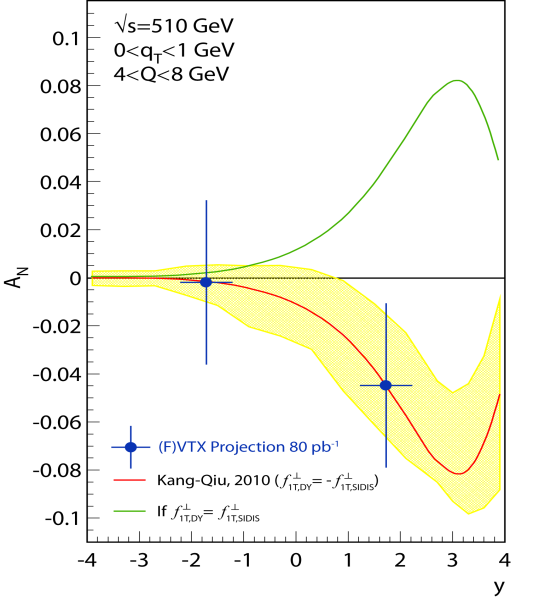 √s=510 GeV
0<qT<1 GeV
4<Q<8 GeV
0.1
0.08
0.06
0.04
0.02
0
-0.02
-0.04
-0.06
-0.08
-0.1
AN
(F)VTX Projection 80 pb⁻¹
Kang-Qiu, 2010 (f⊥1T,DY= -f⊥1T,SIDIS)
If f⊥1T,DY= f⊥1T,SIDIS
-4 -3 -2 -1 0 1 2 3 4
y